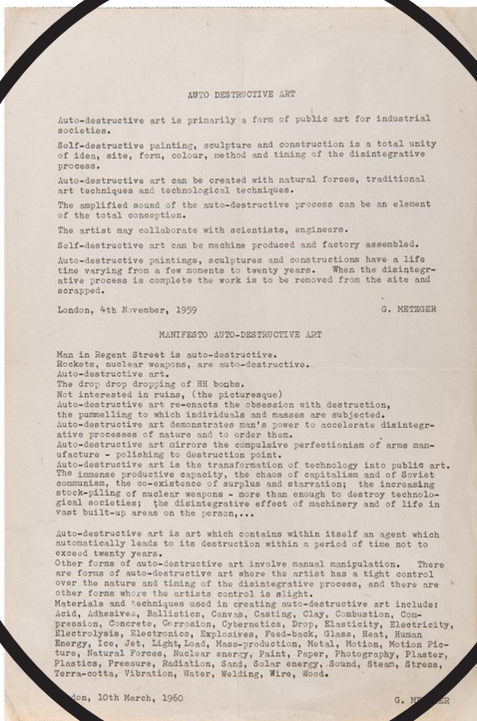 AUTO DESTRUCTIVE ART
Auto-destructive art is primarily a form of public art for industrial
societies.
Self-destructive painting, sculpture and construction is a total unity
of idea, site, form, colour, method and timing of the disintegrative
process.
Auto-destructive art can be created with natural forces, traditional
art techniques and technological techniques.
The amplified sound of the auto-destructive process can be an element
of the total conception.
The artist may collaborate with scientists, engineers.
Self-destructive art can be machine produced and factory assembled.
Auto-destructive paintings, sculptures and constructions have a life
time varying from a few moments to twenty years. When the disintegr-
ative process is complete the work is to be removed from the site and
scrapped.
London, 4th November, 1959 G. METZGER
MANIFESTO AUTO-DESTRUCTIVE ART
Man in Regent Street is auto-destructive.
Rockets, nuclear weapons, are auto-destructive.
Auto-destructive art.
The drop drop dropping of HH bombs.
Not interested in ruins, (the picturesque)
Auto-destructive art re-enacts the obsession with destruction,
the pummelling to which individuals and masses are subjected.
Auto-destructive art demonstrates man's power to accelerate disintegr-
ative processes of nature and to order them.
Auto-destructive art mirrors the compulsive perfectionism of arms man-
ufacture - polishing to destruction point.
Auto-destructive art is the transformation of technology into public art.
The immense productive capacity, the chaos of capitalism and of Soviet
communism, the co-existence of surplus and starvation; the increasing
stock-piling of nuclear weapons - more than enough to destroy technolo-
gical societies; the disintegrative effect of machinery and of life in
vast built-up areas on the person,...
Auto-destructive art is art which contains within itself an agent which
automatically leads to its destruction within a period of time not to
exceed twenty years.
Other forms of auto-destructive art involve manual manipulation. There
are forms of auto-destructive art where the artist has a tight control
over the nature and timing of the disintegrative process, and there are
other forms where the artists control is slight.
Materials and techniques used in creating auto-destructive art include:
Acid, Adhesives, Ballistics, Canvas, Casting, Clay, Combustion, Com-
pression, Concrete, Corrosion, Cybernetics, Drop, Elasticity, Electricity,
Electrolysis, Electronics, Explosives, Feed-back, Glass, Heat, Human
Energy, Ice, Jet, Light, Load, Mass-production, Metal, Motion, Motion Pic-
ture, Natural Forces, Nuclear energy, Paint, Paper, Photography, Plaster,
Plastics, Pressure, Radiation, Sand, Solar energy, Sound, Steam, Stress,
Terra-cotta, Vibration, Water, Welding, Wire, Wood.
10th March, 1960 G.